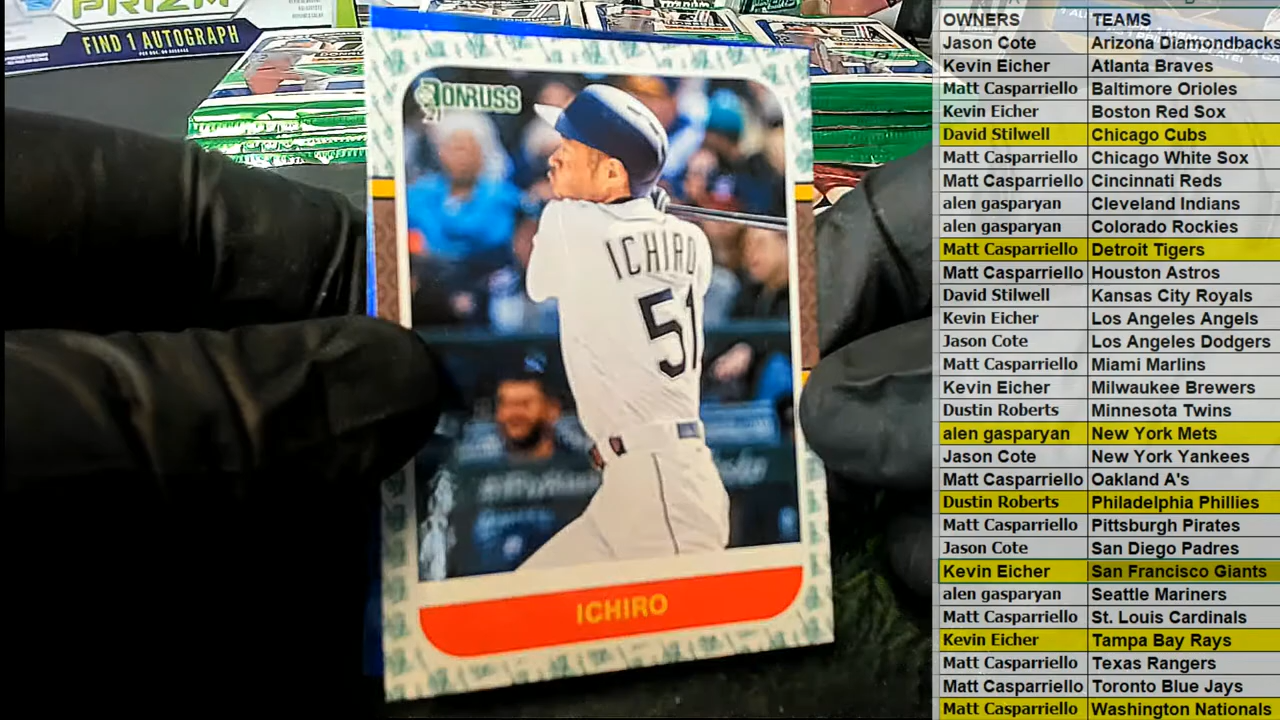 PRIZM
FIND 1 AUTOGRAPH
DONRUSS
21
ICHIRO
51
ICHIRO
OWNERS TEAMS
Jason Cote Arizona Diamondbacks
Kevin Eicher Atlanta Braves
Matt Casparriello Baltimore Orioles
Kevin Eicher Boston Red Sox
David Stilwell Chicago Cubs
Matt Casparriello Chicago White Sox
Matt Casparriello Cincinnati Reds
alen gasparyan Cleveland Indians
alen gasparyan Colorado Rockies
Matt Casparriello Detroit Tigers
Matt Casparriello Houston Astros
David Stilwell Kansas City Royals
Kevin Eicher Los Angeles Angels
Jason Cote Los Angeles Dodgers
Matt Casparriello Miami Marlins
Kevin Eicher Milwaukee Brewers
Dustin Roberts Minnesota Twins
alen gasparyan New York Mets
Jason Cote New York Yankees
Matt Casparriello Oakland A's
Dustin Roberts Philadelphia Phillies
Matt Casparriello Pittsburgh Pirates
Jason Cote San Diego Padres
Kevin Eicher San Francisco Giants
alen gasparyan Seattle Mariners
Matt Casparriello St. Louis Cardinals
Kevin Eicher Tampa Bay Rays
Matt Casparriello Texas Rangers
Matt Casparriello Toronto Blue Jays
Matt Casparriello Washington Nationals